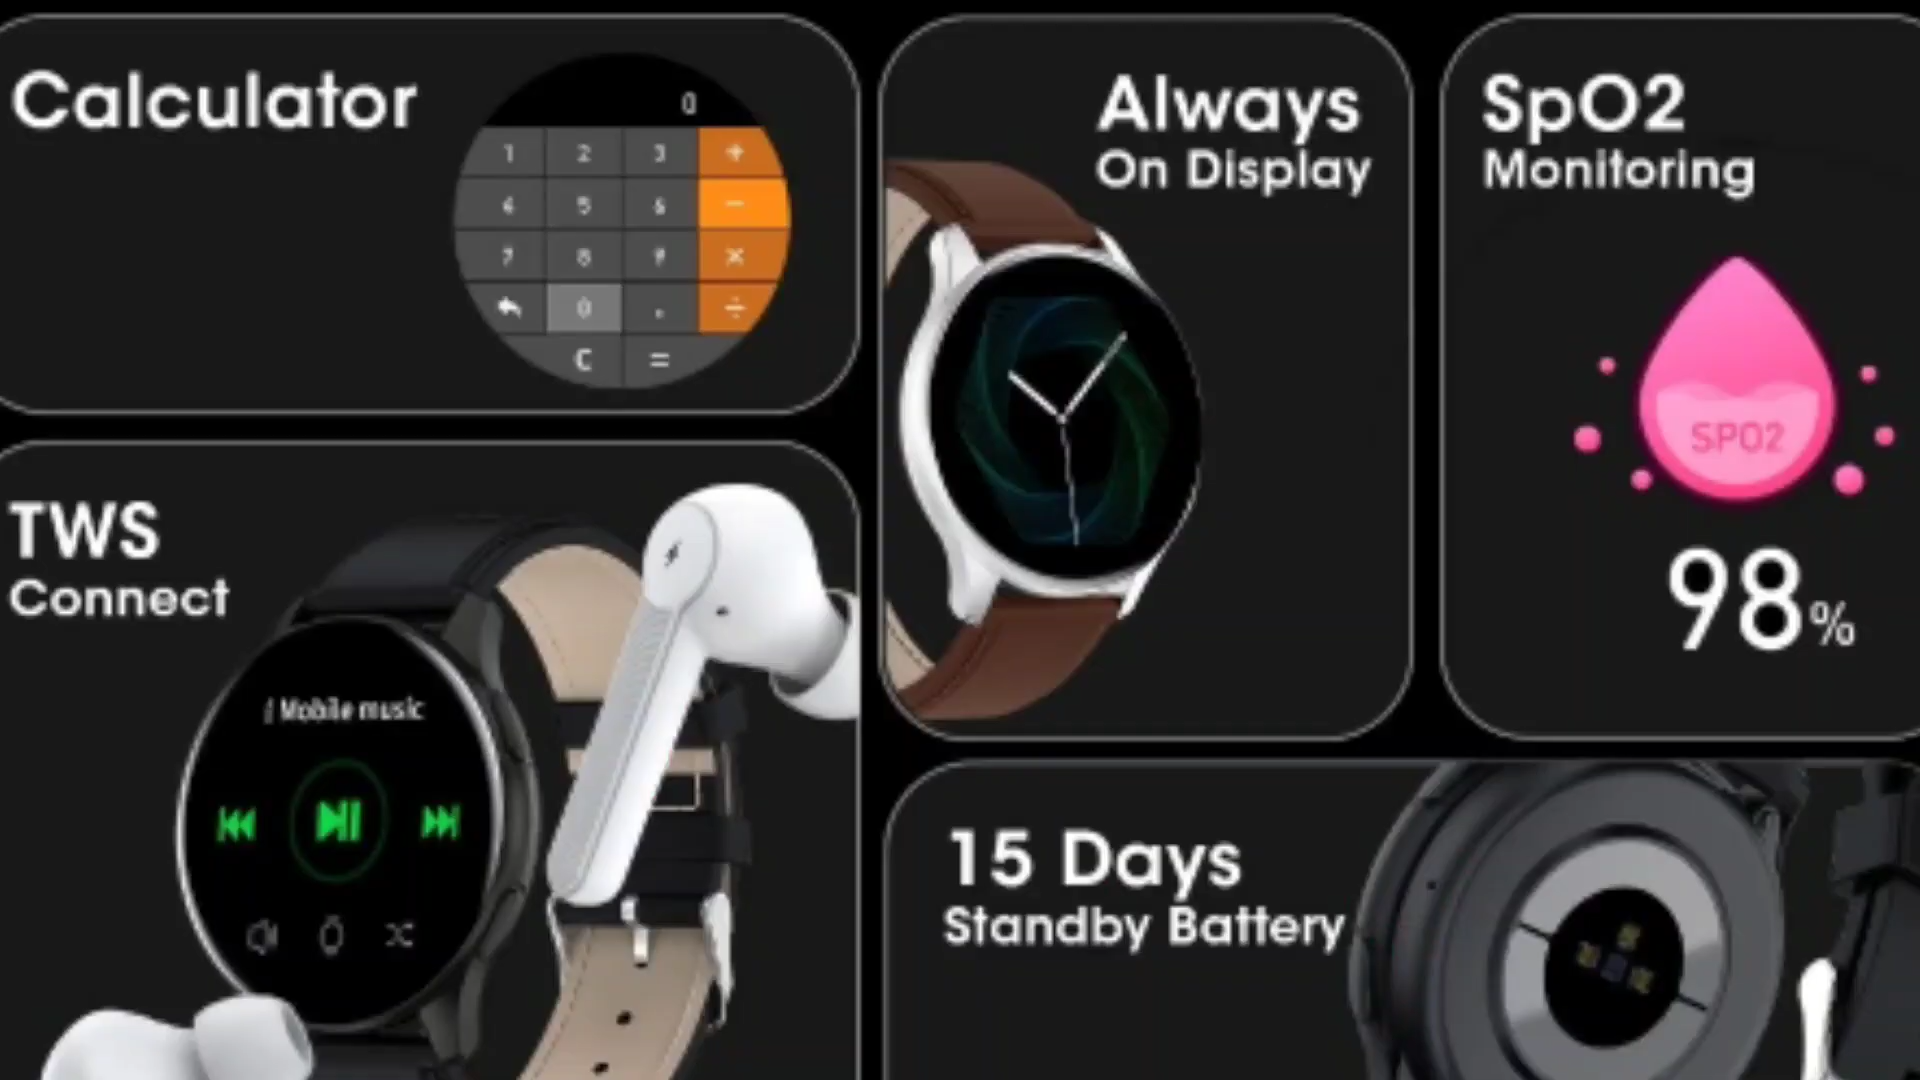 Calculator
0
1 2 3 +
4 5 6 −
7 8 9 ×
0 . ÷
C =
Always
On Display
SpO2
Monitoring
SPO2
98%
TWS
Connect
Mobile music
15 Days
Standby Battery